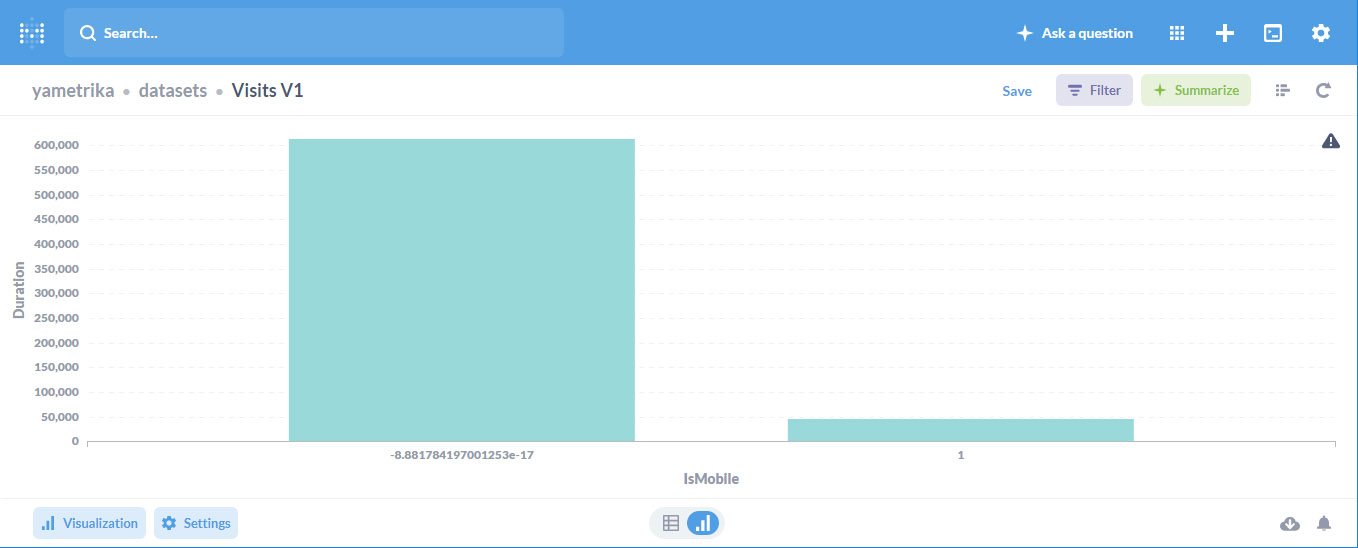 Search...
Ask a question
yametrika • datasets • Visits V1
Save
Filter
Summarize
600,000
550,000
500,000
450,000
400,000
350,000
300,000
250,000
200,000
150,000
100,000
50,000
0
Duration
-8.881784197001253e-17
1
IsMobile
Visualization
Settings